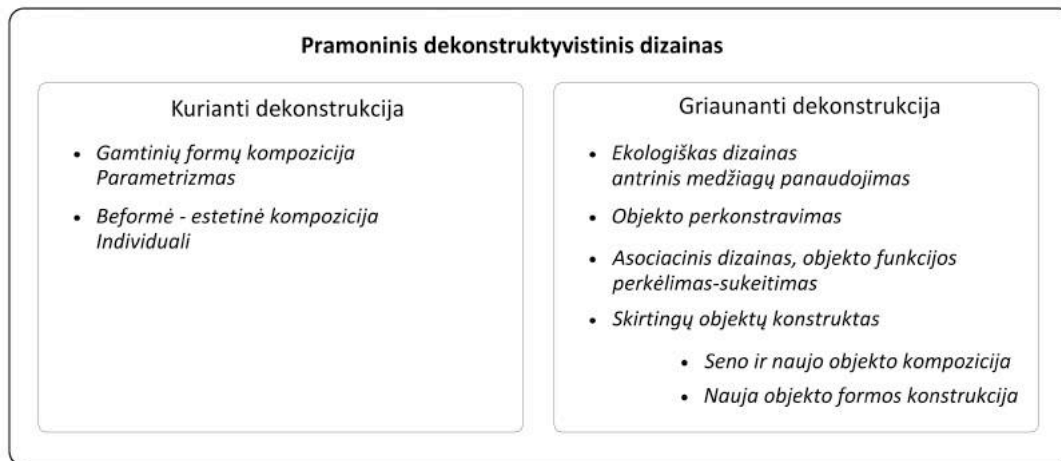 Pramoninis dekonstruktyvistinis dizainas
Kurianti dekonstrukcija
• Gamtinių formų kompozicija
Parametrizmas
• Beformė - estetinė kompozicija
Individuali
Griaunanti dekonstrukcija
• Ekologiškas dizainas
antrinis medžiagų panaudojimas
• Objekto perkonstravimas
• Asociacinis dizainas, objekto funkcijos
perkėlimas-sukeitimas
• Skirtingų objektų konstruktas
• Seno ir naujo objekto kompozicija
• Nauja objekto formos konstrukcija